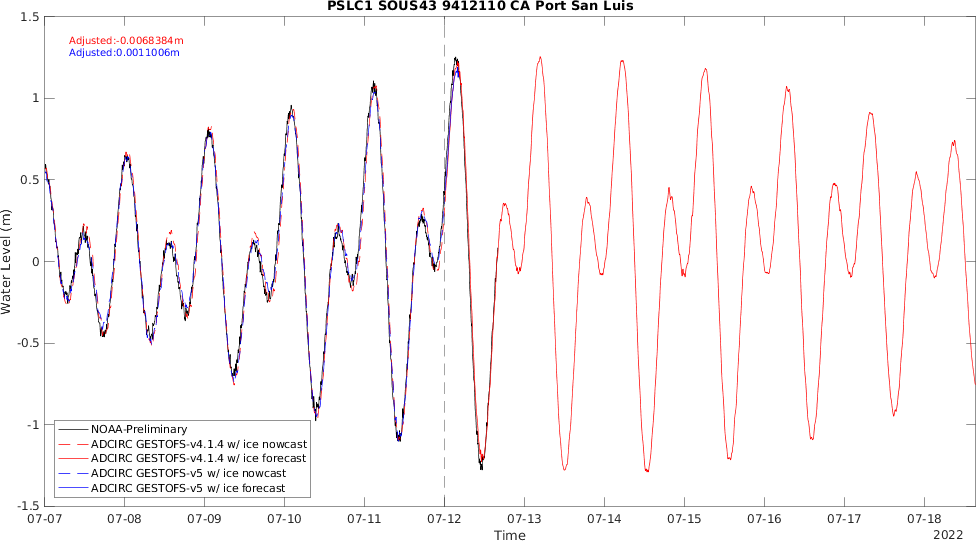 PSLC1 SOUS43 9412110 CA Port San Luis
Adjusted:-0.0068384m
Adjusted:0.0011006m
Water Level (m)
1.5
1
0.5
0
-0.5
-1
-1.5
NOAA-Preliminary
ADCIRC GESTOFS-v4.1.4 w/ ice nowcast
ADCIRC GESTOFS-v4.1.4 w/ ice forecast
ADCIRC GESTOFS-v5 w/ ice nowcast
ADCIRC GESTOFS-v5 w/ ice forecast
07-07 07-08 07-09 07-10 07-11 07-12 07-13 07-14 07-15 07-16 07-17 07-18
Time
2022